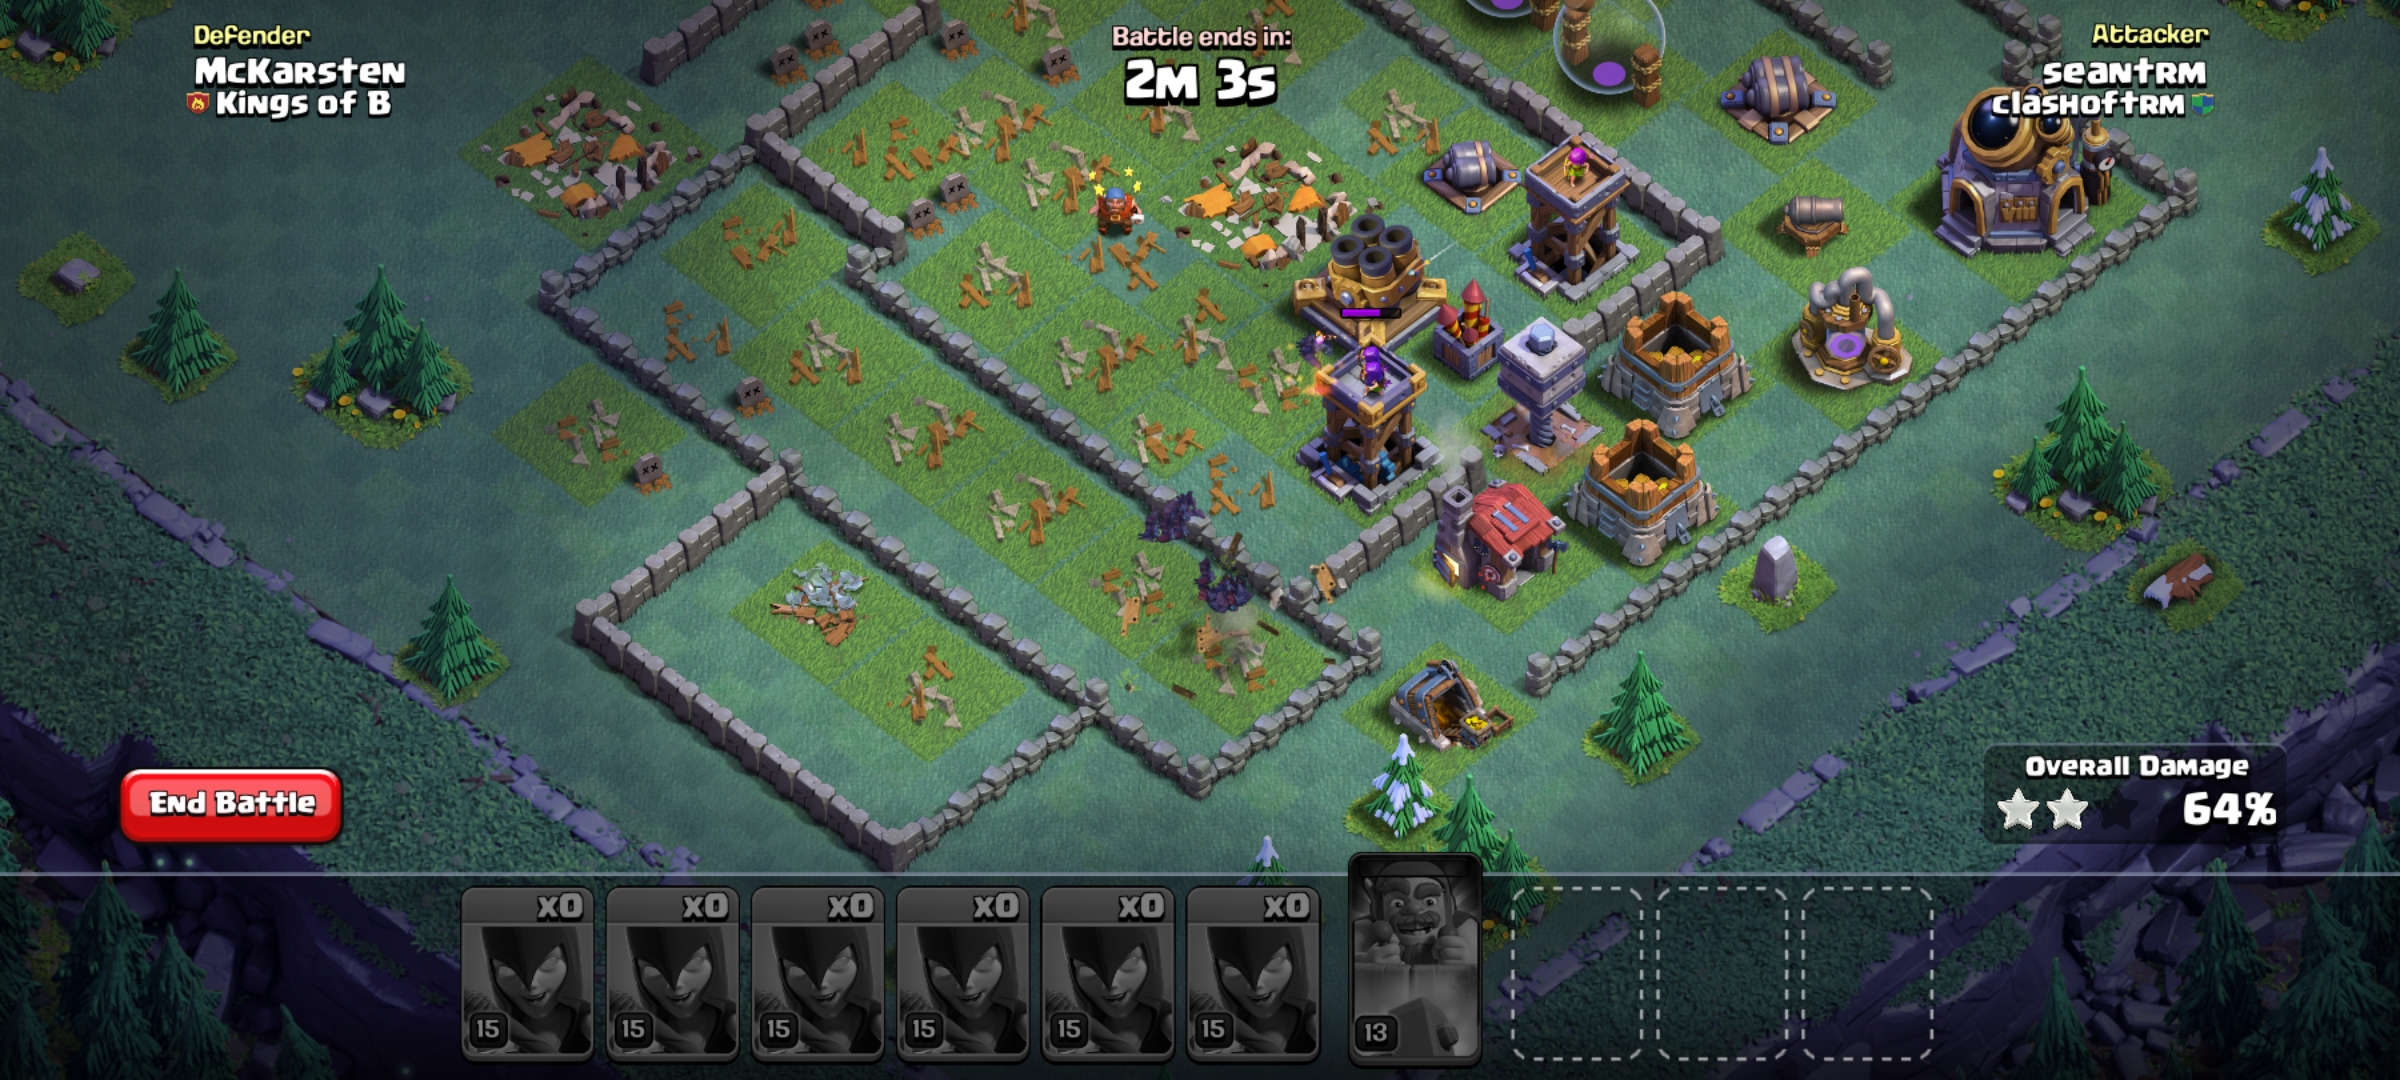 Defender
McKarsten
Kings of B
Battle ends in:
2M 3s
Attacker
seantRM
clashoftRM
VIII
End Battle
Overall Damage
64%
x0
x0
x0
x0
x0
x0
15
15
15
15
15
15
13